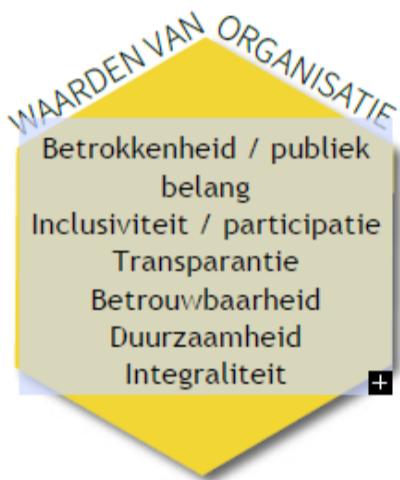 WAARDEN VAN ORGANISATIE
Betrokkenheid / publiek
belang
Inclusiviteit / participatie
Transparantie
Betrouwbaarheid
Duurzaamheid
Integraliteit